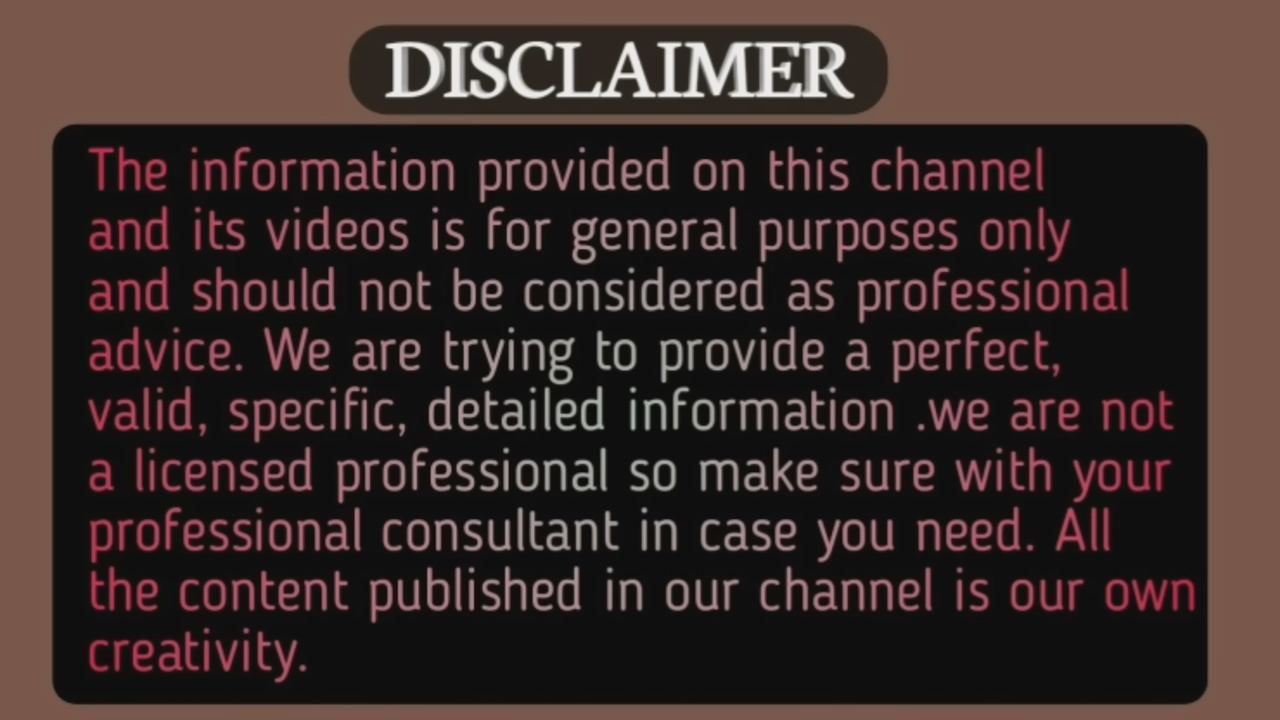 DISCLAIMER
The information provided on this channel
and its videos is for general purposes only
and should not be considered as professional
advice. We are trying to provide a perfect,
valid, specific, detailed information .we are not
a licensed professional so make sure with your
professional consultant in case you need. All
the content published in our channel is our own
creativity.